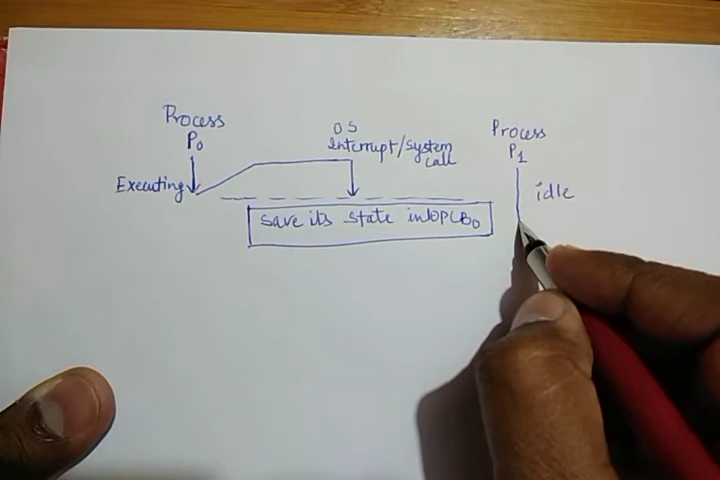 Process
P0
Executing
OS
Interrupt/System
call
Save its state into PCB0
Process
P1
idle